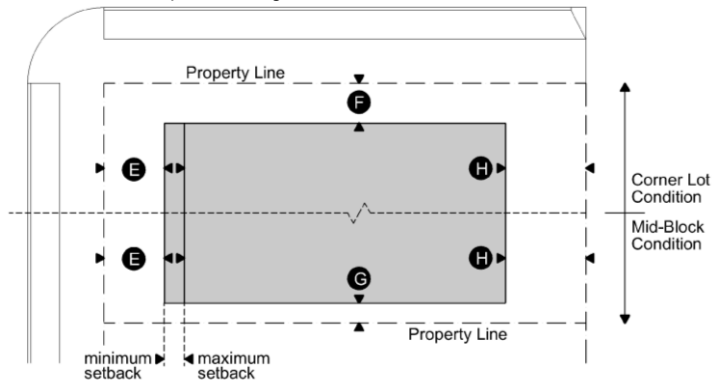 Property Line
F
E
H
Corner Lot
Condition
Mid-Block
Condition
E
H
G
Property Line
minimum
setback
maximum
setback